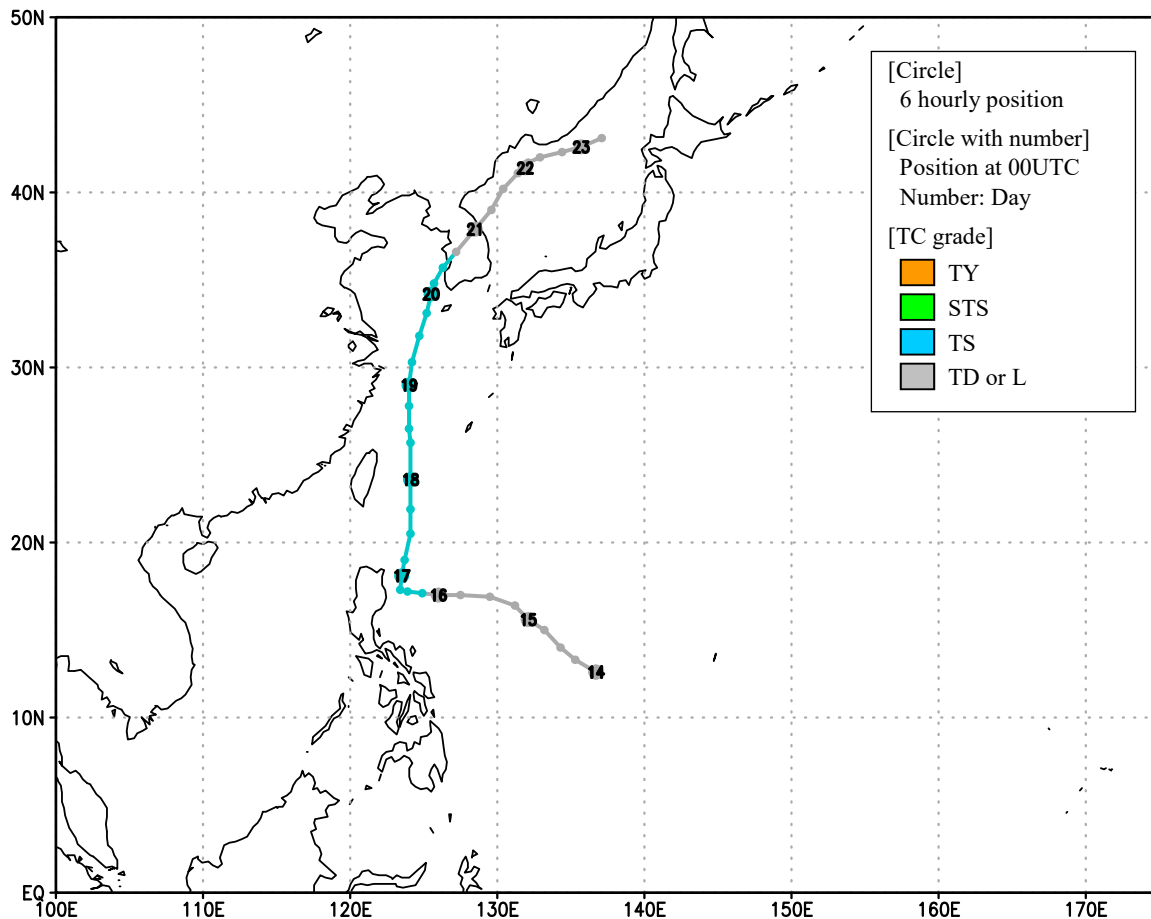 50N
[Circle]
6 hourly position
[Circle with number]
Position at 00UTC
Number: Day
[TC grade]
TY
STS
TS
TD or L
23
22
40N
21
20
30N
19
18
20N
17
16
15
14
10N
EQ
100E 110E 120E 130E 140E 150E 160E 170E